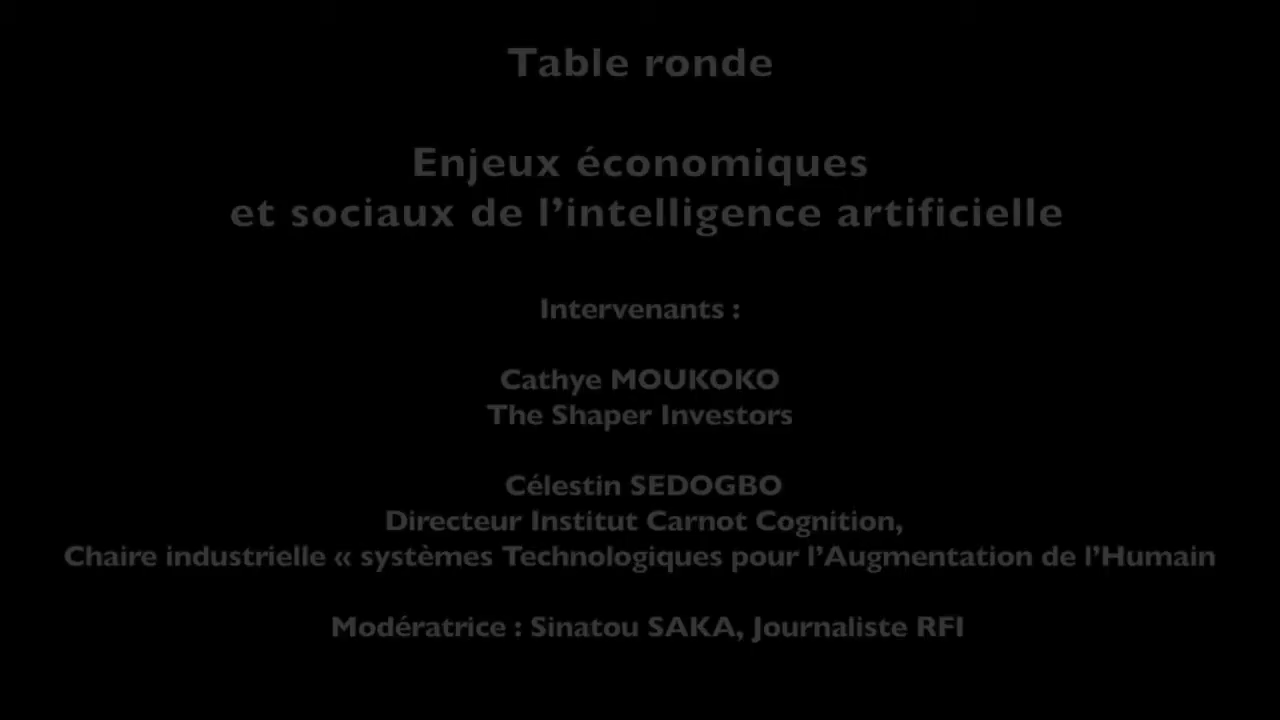 Table ronde
Enjeux économiques
et sociaux de l’intelligence artificielle
Intervenants :
Cathye MOUKOKO
The Shaper Investors
Célestin SEDOGBO
Directeur Institut Carnot Cognition,
Chaire industrielle « systèmes Technologiques pour l’Augmentation de l’Humain
Modératrice : Sinatou SAKA, Journaliste RFI